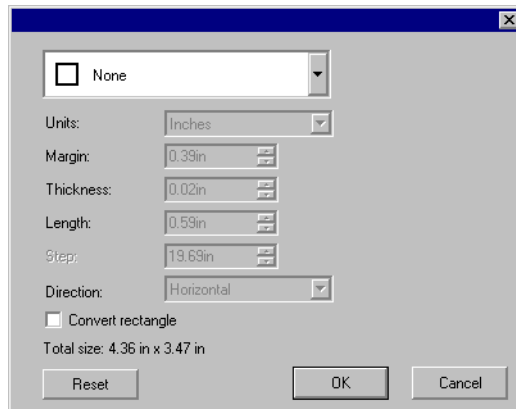 None
Units: Inches
Margin: 0.39in
Thickness: 0.02in
Length: 0.59in
Step: 19.69in
Direction: Horizontal
Convert rectangle
Total size: 4.36 in x 3.47 in
Reset OK Cancel